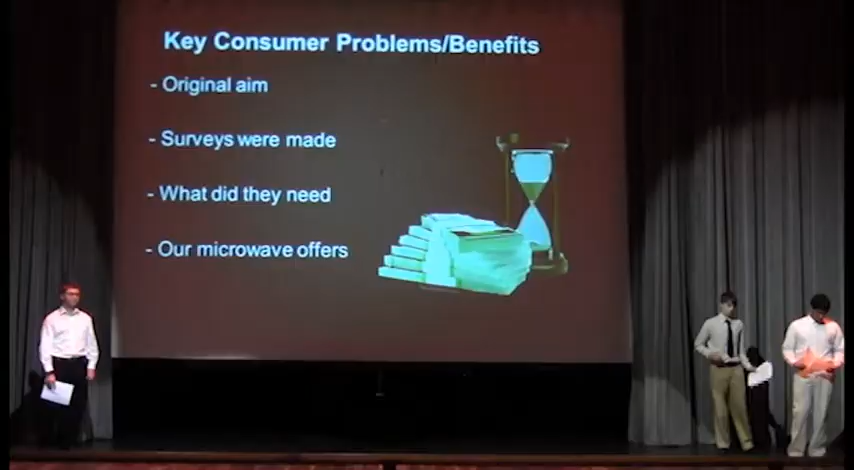 Key Consumer Problems/Benefits
- Original aim
- Surveys were made
- What did they need
- Our microwave offers